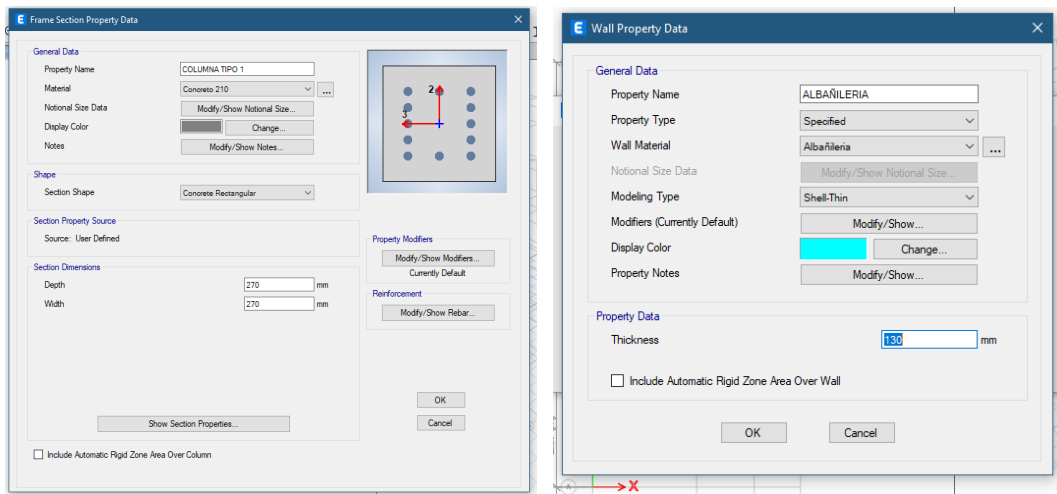 E Frame Section Property Data
General Data
Property Name COLUMNA TIPO 1
Material Concreto 210 ...
Notional Size Data Modify/Show Notional Size...
Display Color Change...
Notes Modify/Show Notes...
Shape
Section Shape Concrete Rectangular
Section Property Source
Source: User Defined
Section Dimensions
Depth 270 mm
Width 270 mm
Show Section Properties...
Include Automatic Rigid Zone Area Over Column
2
3
Property Modifiers
Modify/Show Modifiers...
Currently Default
Reinforcement
Modify/Show Rebar...
OK
Cancel
E Wall Property Data
General Data
Property Name ALBAÑILERIA
Property Type Specified
Wall Material Albañileria ...
Notional Size Data Modify/Show Notional Size...
Modeling Type Shell-Thin
Modifiers (Currently Default) Modify/Show...
Display Color Change...
Property Notes Modify/Show...
Property Data
Thickness 130 mm
Include Automatic Rigid Zone Area Over Wall
OK Cancel
X